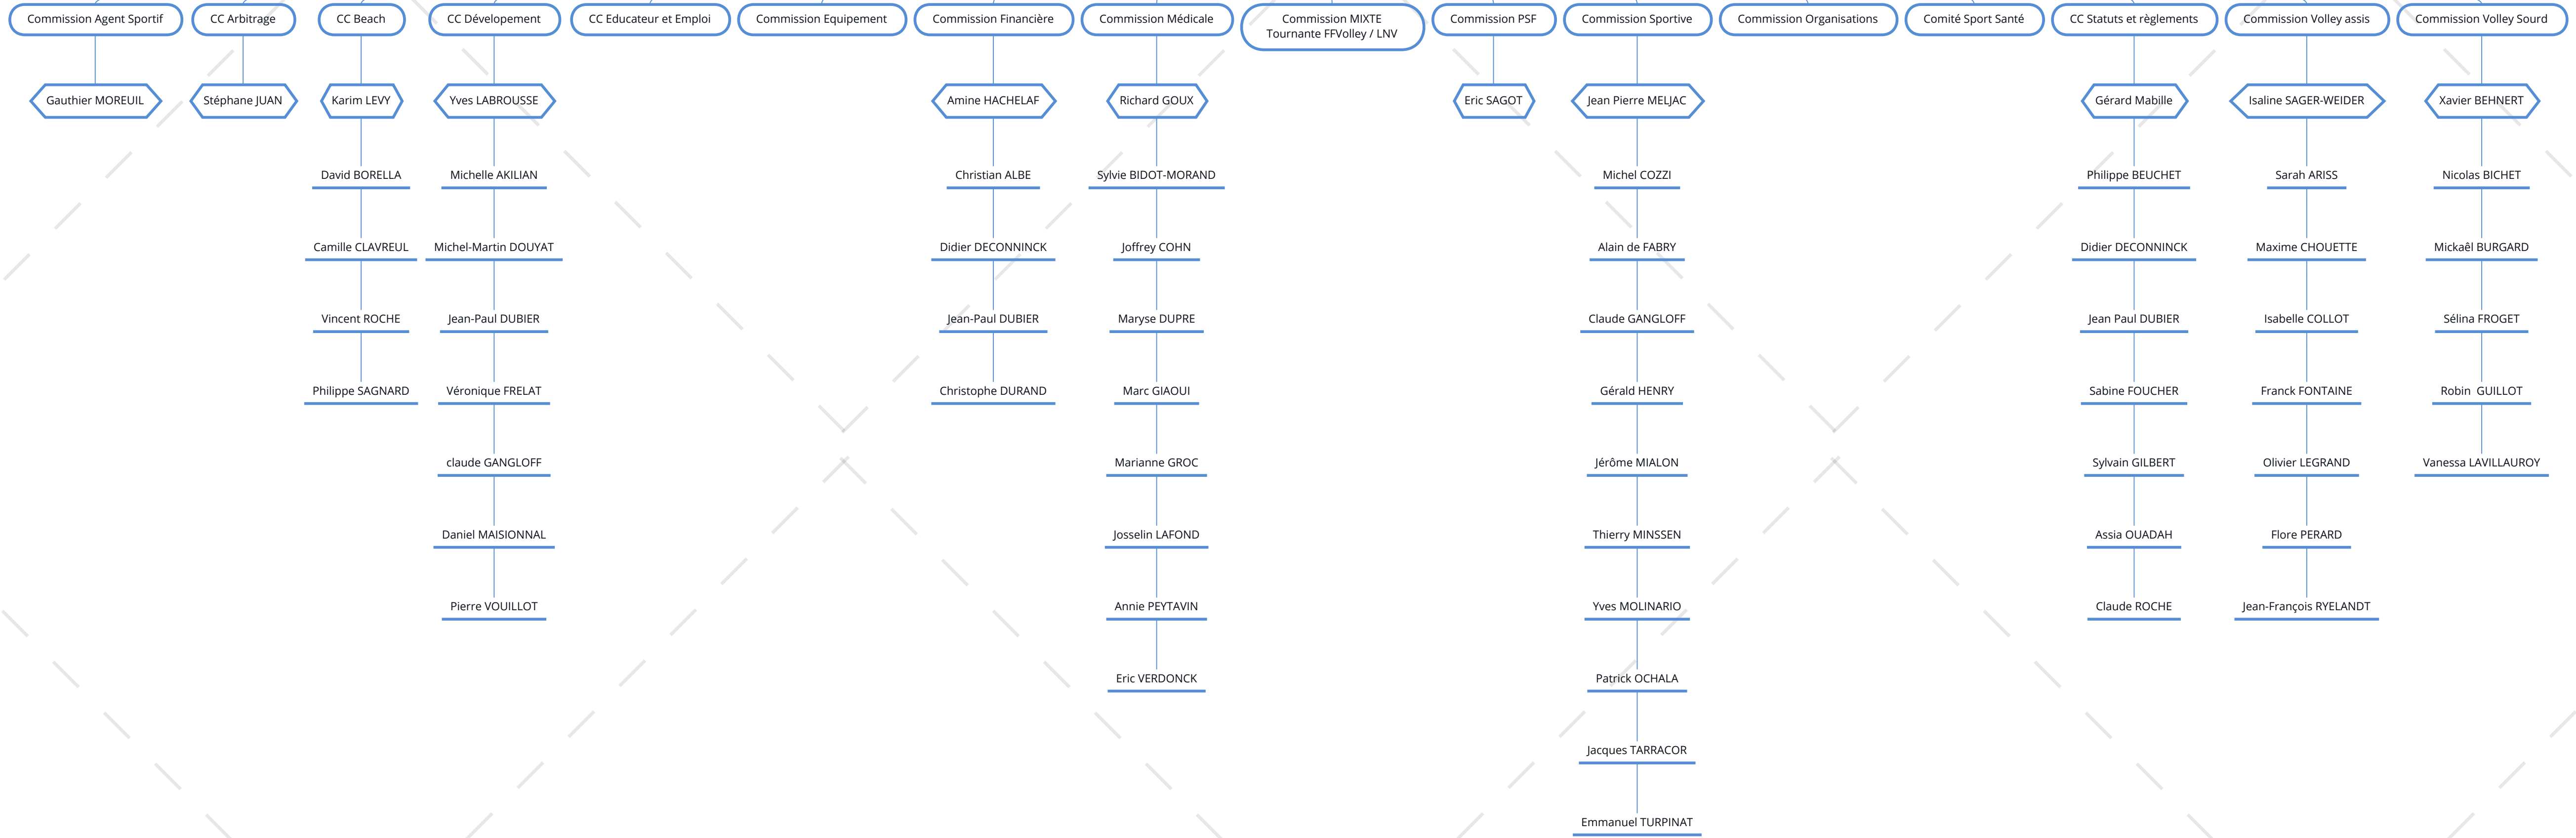 Commission Agent Sportif
CC Arbitrage
CC Beach
CC Dévelopement
CC Educateur et Emploi
Commission Equipement
Commission Financière
Commission Médicale
Commission MIXTE
Tournante FFVolley / LNV
Commission PSF
Commission Sportive
Commission Organisations
Comité Sport Santé
CC Statuts et règlements
Commission Volley assis
Commission Volley Sourd
Gauthier MOREUIL
Stéphane JUAN
Karim LEVY
Yves LABROUSSE
Amine HACHELAF
Richard GOUX
Eric SAGOT
Jean Pierre MELJAC
Gérard Mabille
Isaline SAGER-WEIDER
Xavier BEHNERT
David BORELLA
Michelle AKILIAN
Christian ALBE
Sylvie BIDOT-MORAND
Michel COZZI
Philippe BEUCHET
Sarah ARISS
Nicolas BICHET
Camille CLAVREUL
Michel-Martin DOUYAT
Didier DECONNINCK
Joffrey COHN
Alain de FABRY
Didier DECONNINCK
Maxime CHOUETTE
Mickaêl BURGARD
Vincent ROCHE
Jean-Paul DUBIER
Jean-Paul DUBIER
Maryse DUPRE
Claude GANGLOFF
Jean Paul DUBIER
Isabelle COLLOT
Sélina FROGET
Philippe SAGNARD
Véronique FRELAT
Christophe DURAND
Marc GIAOUI
Gérald HENRY
Sabine FOUCHER
Franck FONTAINE
Robin  GUILLOT
claude GANGLOFF
Marianne GROC
Jérôme MIALON
Sylvain GILBERT
Olivier LEGRAND
Vanessa LAVILLAUROY
Daniel MAISIONNAL
Josselin LAFOND
Thierry MINSSEN
Assia OUADAH
Flore PERARD
Pierre VOUILLOT
Annie PEYTAVIN
Yves MOLINARIO
Claude ROCHE
Jean-François RYELANDT
Eric VERDONCK
Patrick OCHALA
Jacques TARRACOR
Emmanuel TURPINAT